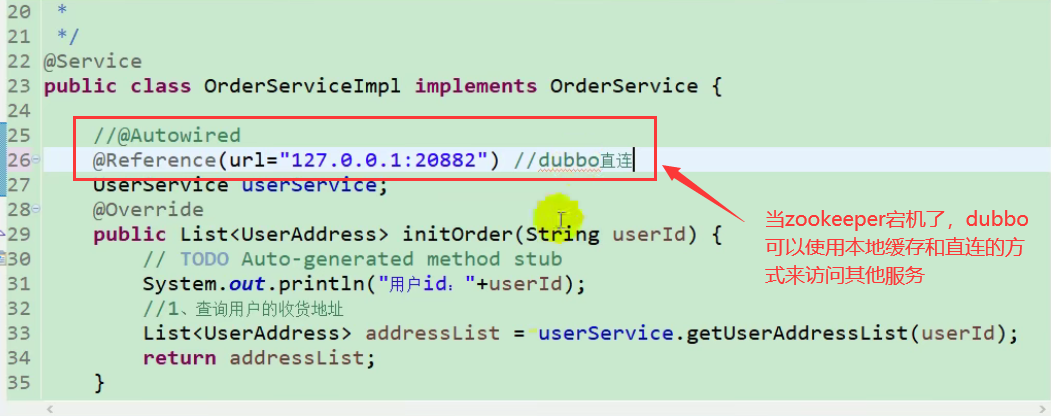 20 *
21 */
22 @Service
23 public class OrderServiceImpl implements OrderService {
24
25 //@Autowired
26 @Reference(url="127.0.0.1:20882") //dubbo直连
27 UserService userService;
28 @Override
29 public List<UserAddress> initOrder(String userId) {
30 // TODO Auto-generated method stub
31 System.out.println("用户id："+userId);
32 //1、查询用户的收货地址
33 List<UserAddress> addressList = userService.getUserAddressList(userId);
34 return addressList;
35 }
当zookeeper宕机了，dubbo
可以使用本地缓存和直连的方
式来访问其他服务